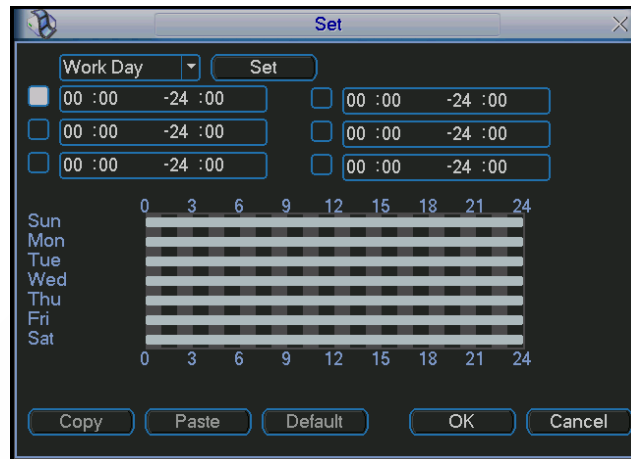 Set
Work Day Set
00 :00 -24 :00 00 :00 -24 :00
00 :00 -24 :00 00 :00 -24 :00
00 :00 -24 :00 00 :00 -24 :00
0 3 6 9 12 15 18 21 24
Sun
Mon
Tue
Wed
Thu
Fri
Sat
0 3 6 9 12 15 18 21 24
Copy Paste Default OK Cancel